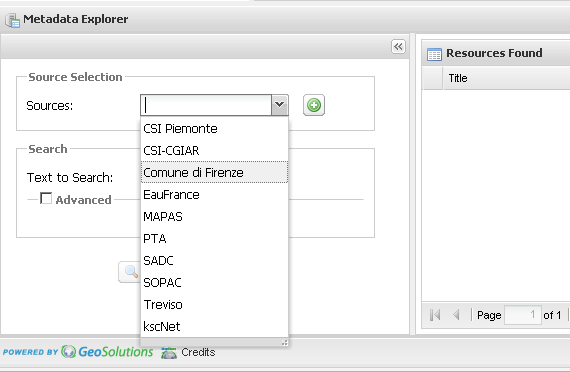 Metadata Explorer
Source Selection
Sources:
CSI Piemonte
CSI-CGIAR
Comune di Firenze
EauFrance
MAPAS
PTA
SADC
SOPAC
Treviso
kscNet
Search
Text to Search:
Advanced
Resources Found
Title
Page 1 of 1
POWERED BY GeoSolutions Credits